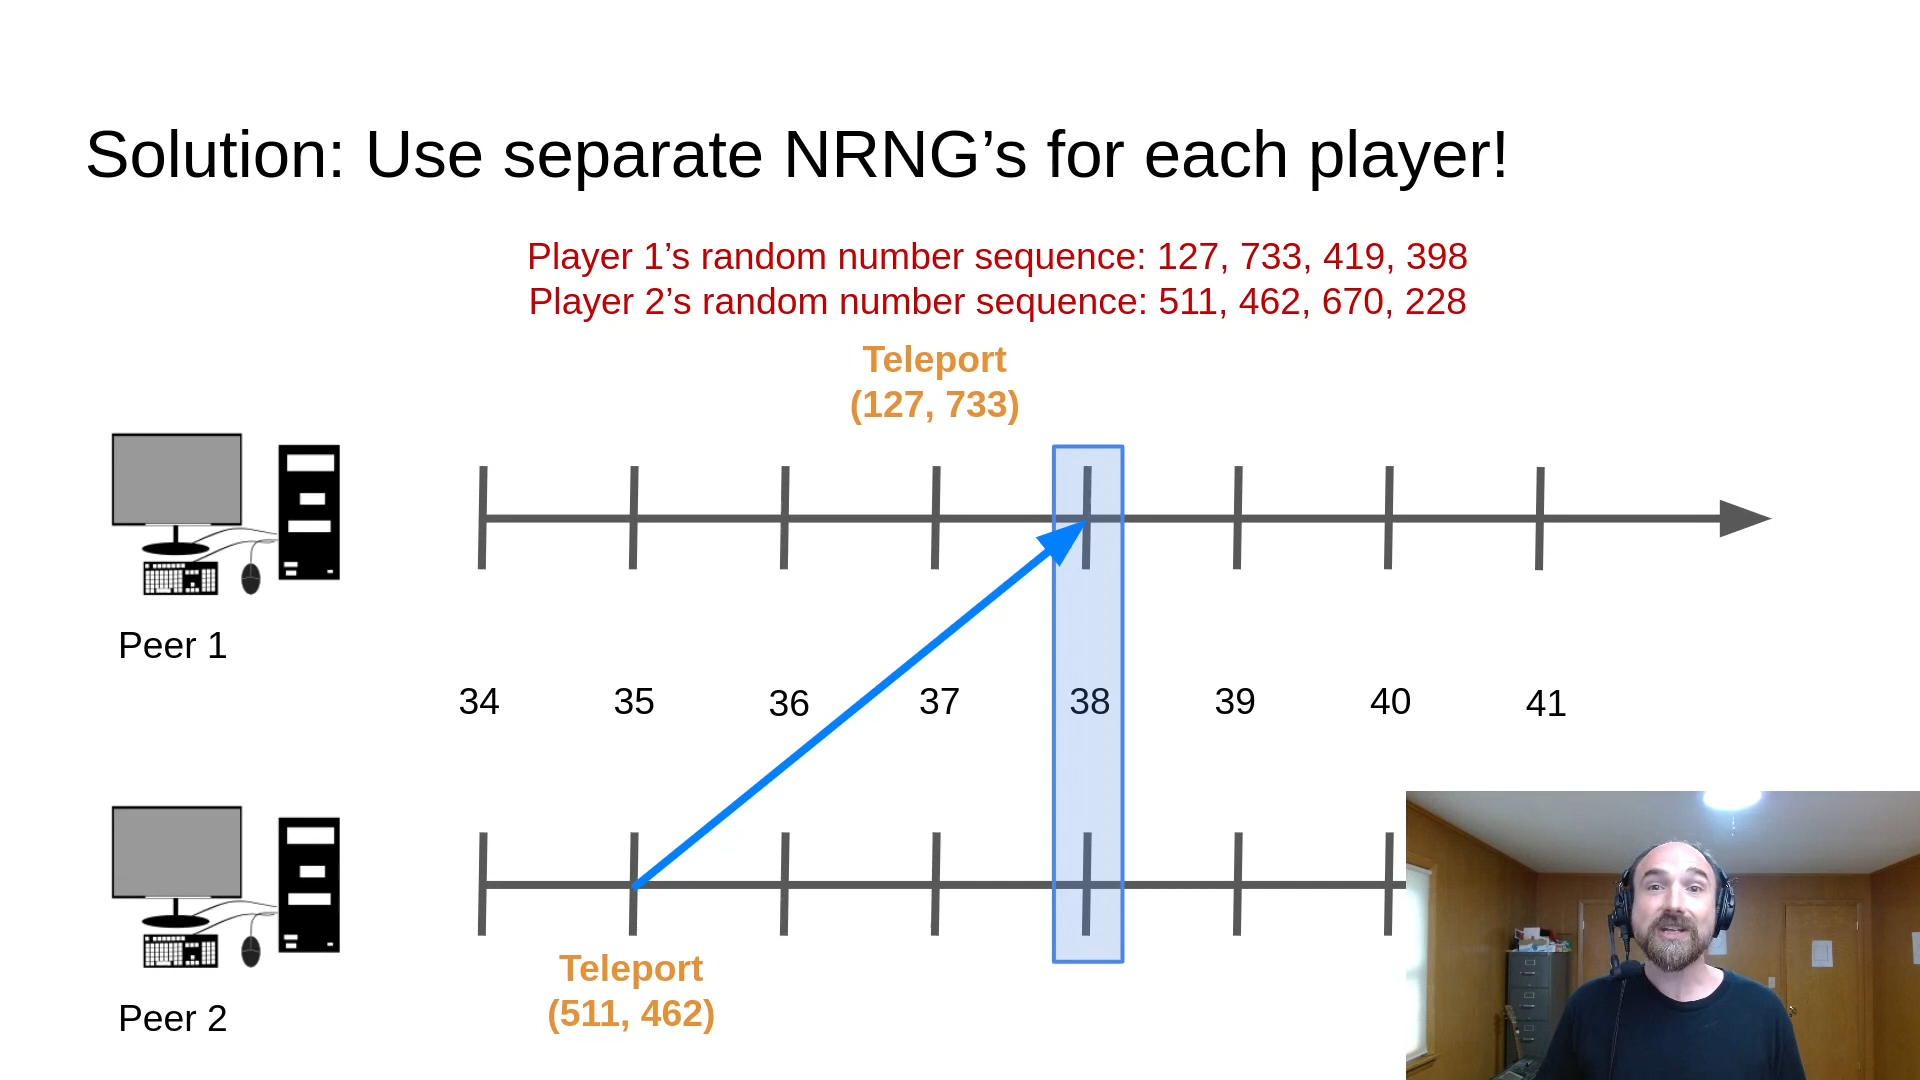 Solution: Use separate NRNG’s for each player!
Player 1’s random number sequence: 127, 733, 419, 398
Player 2’s random number sequence: 511, 462, 670, 228
Teleport
(127, 733)
Peer 1
34 35 36 37 38 39 40 41
Teleport
(511, 462)
Peer 2